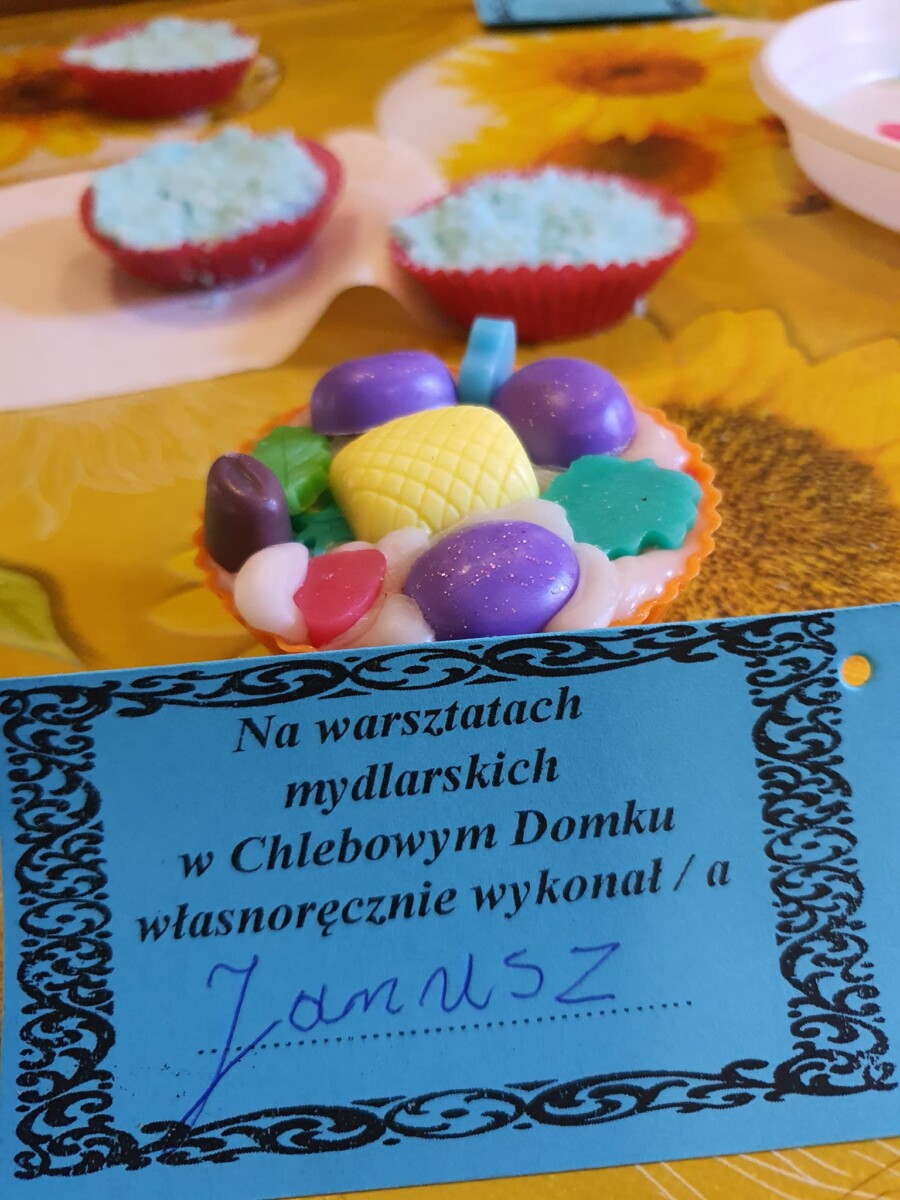 Na warsztatach
mydlarskich
w Chlebowym Domku
własnoręcznie wykonał / a
Janusz